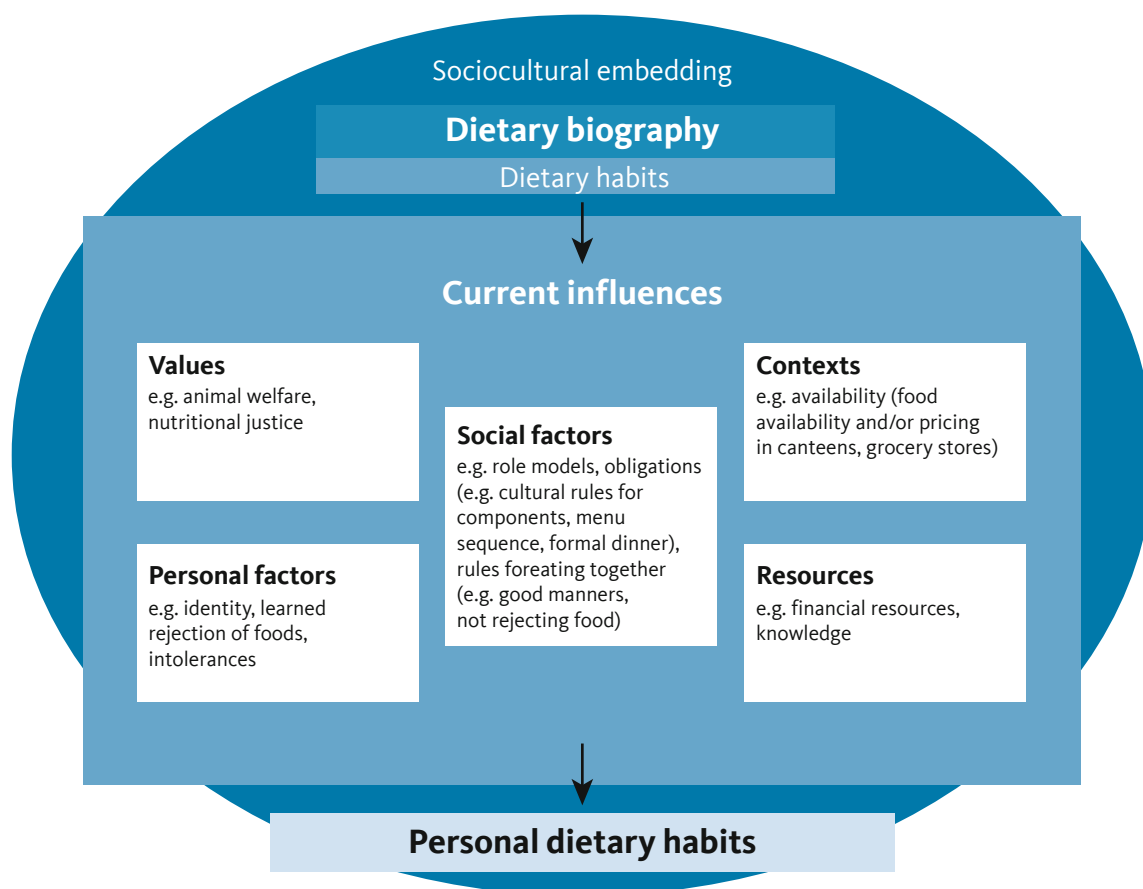 Sociocultural embedding
Dietary biography
Dietary habits
Current influences
Values
e.g. animal welfare,
nutritional justice
Personal factors
e.g. identity, learned
rejection of foods,
intolerances
Social factors
e.g. role models, obligations
(e.g. cultural rules for
components, menu
sequence, formal dinner),
rules foreating together
(e.g. good manners,
not rejecting food)
Contexts
e.g. availability (food
availability and/or pricing
in canteens, grocery stores)
Resources
e.g. financial resources,
knowledge
Personal dietary habits